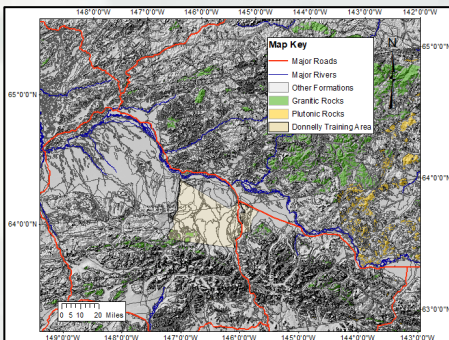 148°0'0"W 147°0'0"W 146°0'0"W 145°0'0"W 144°0'0"W 143°0'0"W 142°0'0"W
Map Key
Major Roads
Major Rivers
Other Formations
Granitic Rocks
Plutonic Rocks
Donnelly Training Area
N
65°0'0"N
65°0'0"N
64°0'0"N
64°0'0"N
63°0'0"N
0 5 10 20 Miles
149°0'0"W 148°0'0"W 147°0'0"W 146°0'0"W 145°0'0"W 144°0'0"W 143°0'0"W